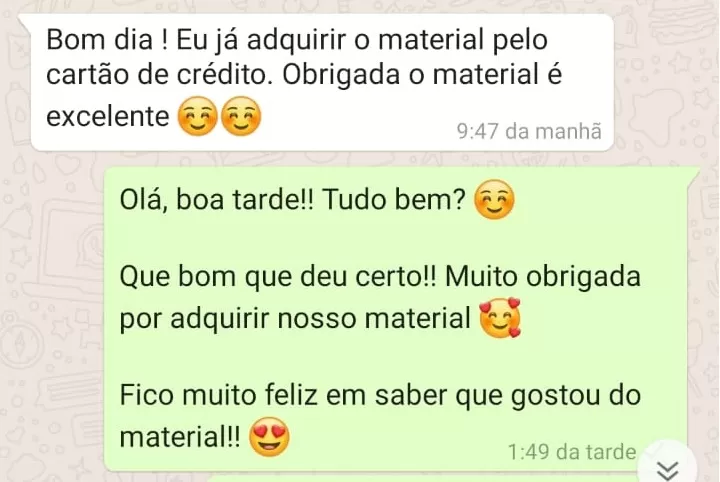 Bom dia ! Eu já adquirir o material pelo
cartão de crédito. Obrigada o material é
excelente ☺️☺️
9:47 da manhã
Olá, boa tarde!! Tudo bem? ☺️
Que bom que deu certo!! Muito obrigada
por adquirir nosso material 🥰
Fico muito feliz em saber que gostou do
material!! 😍
1:49 da tarde